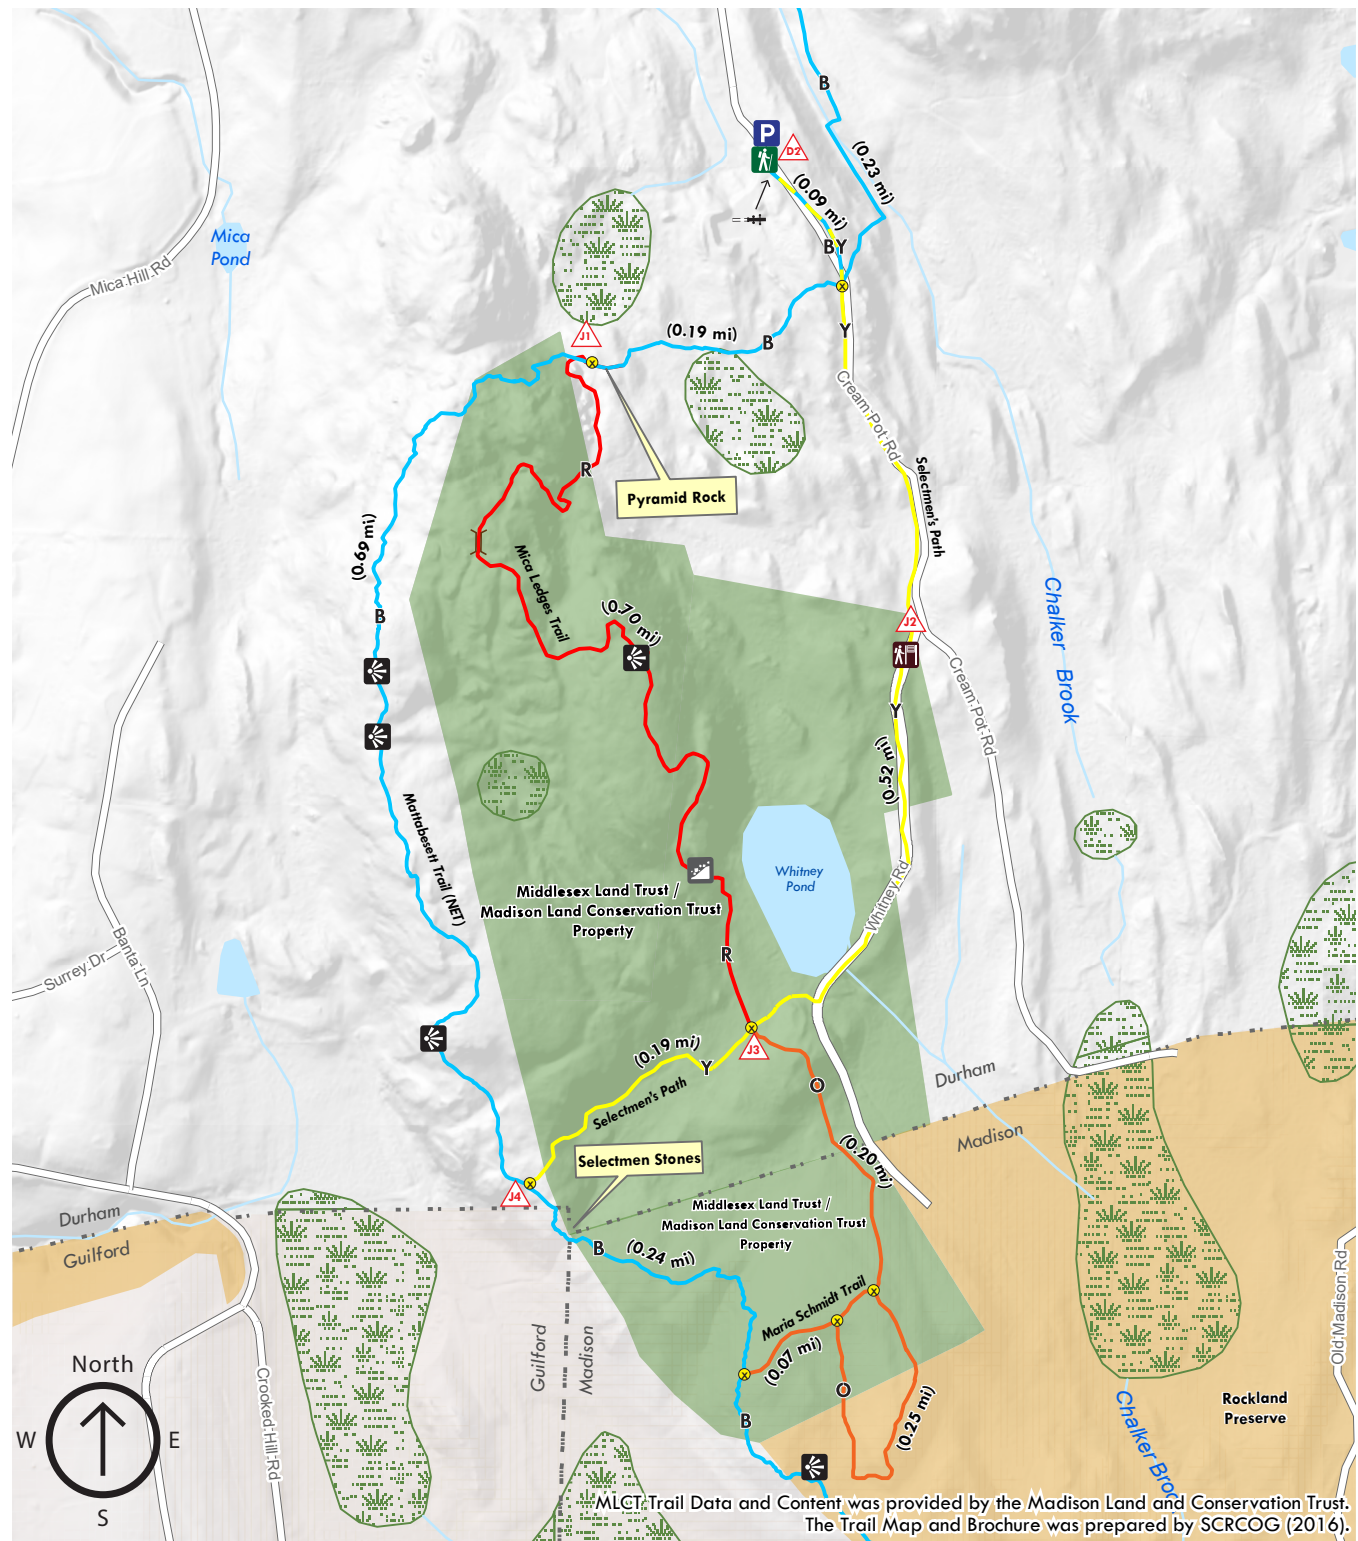 B
P
D2
(0.23 mi)
(0.09 mi)
BY
Mica
Pond
Mica Hill Rd
J1
(0.19 mi)
B
Y
Cream Pot Rd
R
Pyramid Rock
Selectmen's Path
(0.69 mi)
Mica Ledges Trail
(0.70 mi)
B
J2
Chalker Brook
Cream Pot Rd
Y
(0.52 mi)
Mattabesett Trail (NET)
Whitney
Pond
Middlesex Land Trust /
Madison Land Conservation Trust
Property
Whitney Rd
Banta Ln
Surrey Dr
R
(0.19 mi)
J3
Y
Selectmen's Path
O
Durham
Madison
(0.20 mi)
Selectmen Stones
J4
Durham
Guilford
Middlesex Land Trust /
Madison Land Conservation Trust
Property
B
(0.24 mi)
Maria Schmidt Trail
(0.07 mi)
Guilford
Madison
Old Madison Rd
O
B
(0.25 mi)
Rockland
Preserve
Crooked Hill Rd
North
W
E
S
Chalker Broo
MLCT Trail Data and Content was provided by the Madison Land and Conservation Trust.
The Trail Map and Brochure was prepared by SCRCOG (2016).